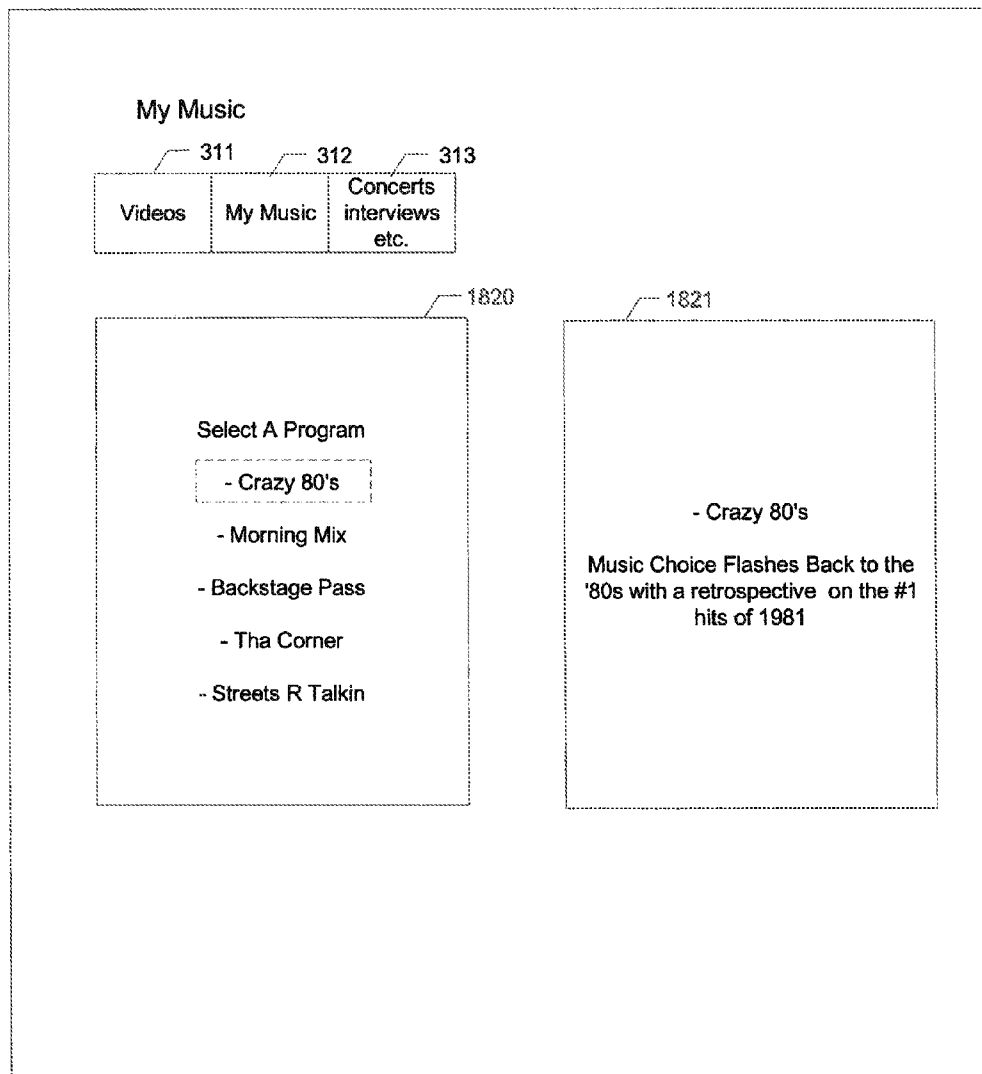 My Music
311
312
313
Videos
My Music
Concerts
interviews
etc.
1820
1821
Select A Program
- Crazy 80's
- Morning Mix
- Backstage Pass
- Tha Corner
- Streets R Talkin
- Crazy 80's
Music Choice Flashes Back to the
'80s with a retrospective on the #1
hits of 1981